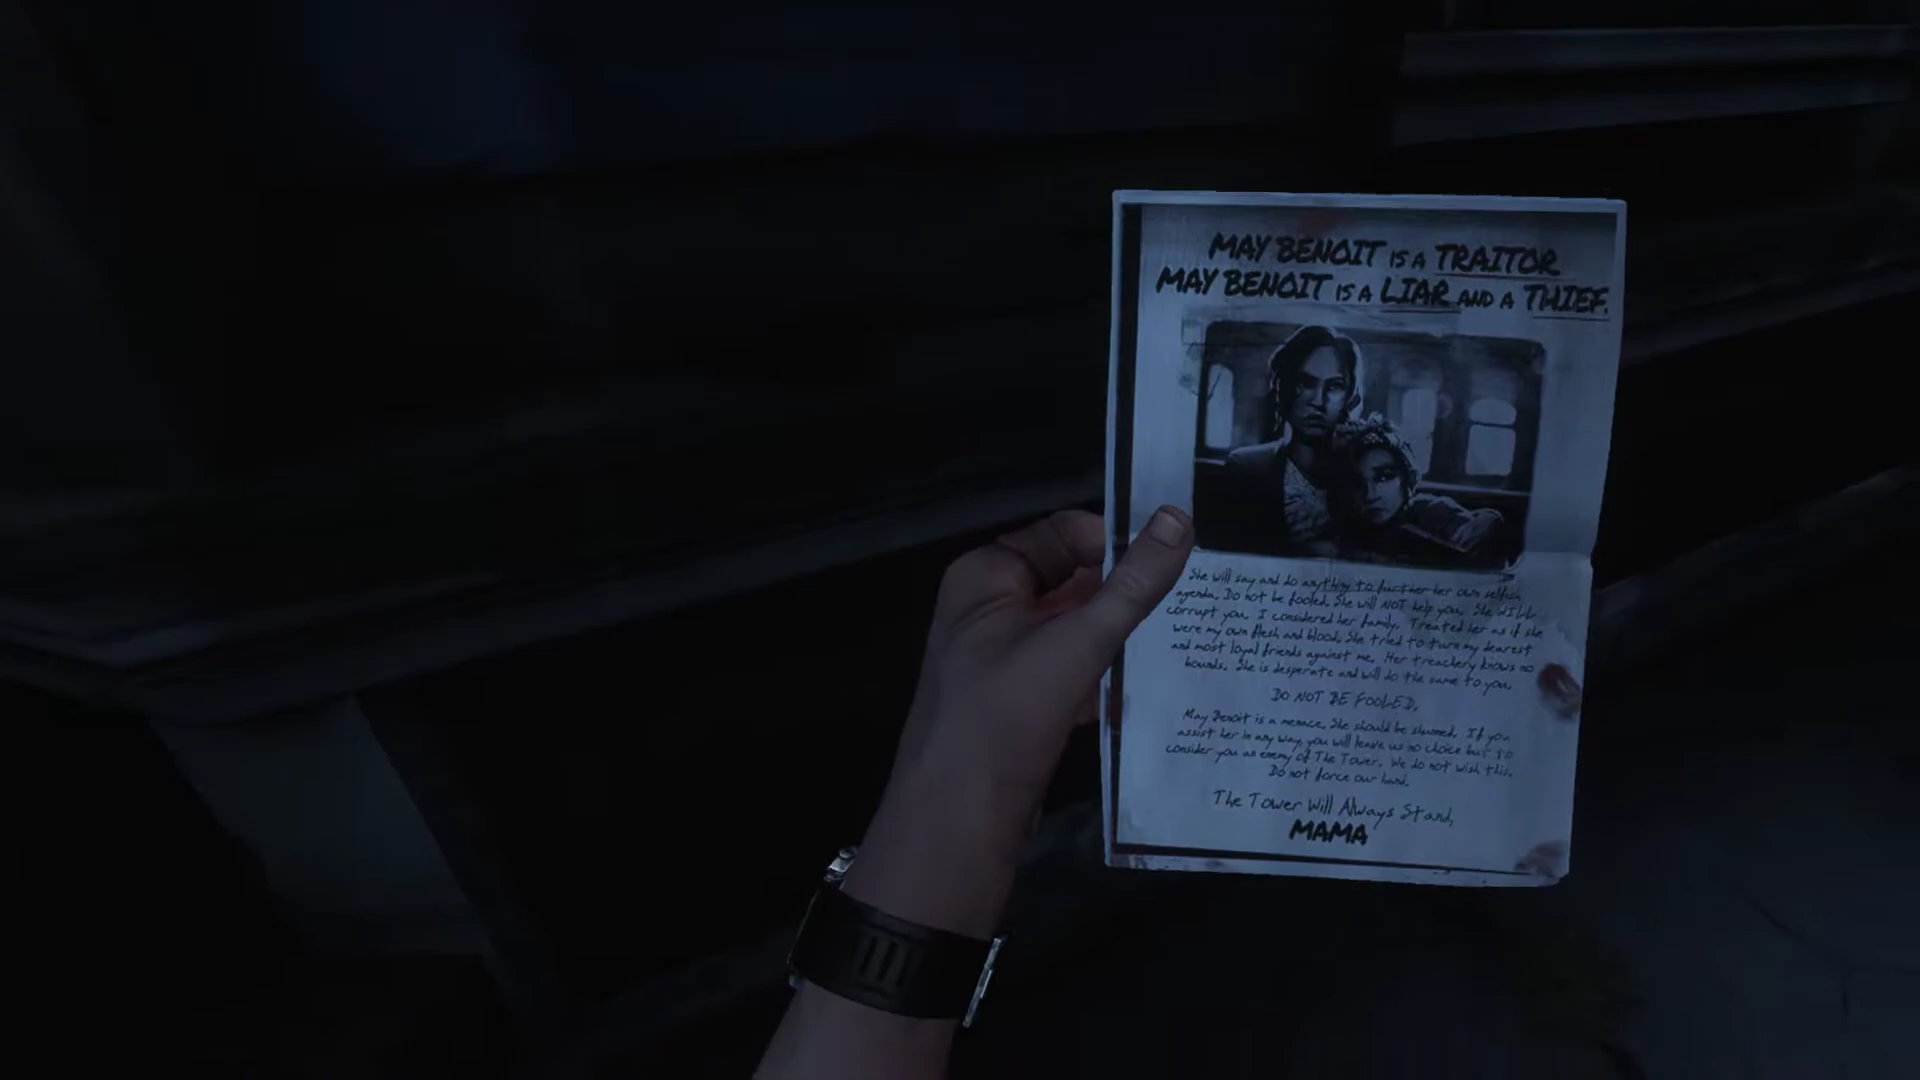 MAY BENOIT IS A TRAITOR
MAY BENOIT IS A LIAR AND A THIEF.
She will say and do anything to further her own selfish
agenda. Do not be fooled. She will NOT help you. She WILL
corrupt you. I considered her family. Treated her as if she
were my own flesh and blood. She tried to turn my dearest
and most loyal friends against me. Her treachery knows no
bounds. She is desperate and will do the same to you.
DO NOT BE FOOLED.
May Benoit is a menace. She should be shunned. If you
assist her in any way, you will leave us no choice but to
consider you an enemy of The Tower. We do not wish this.
Do not force our hand.
The Tower Will Always Stand,
MAMA